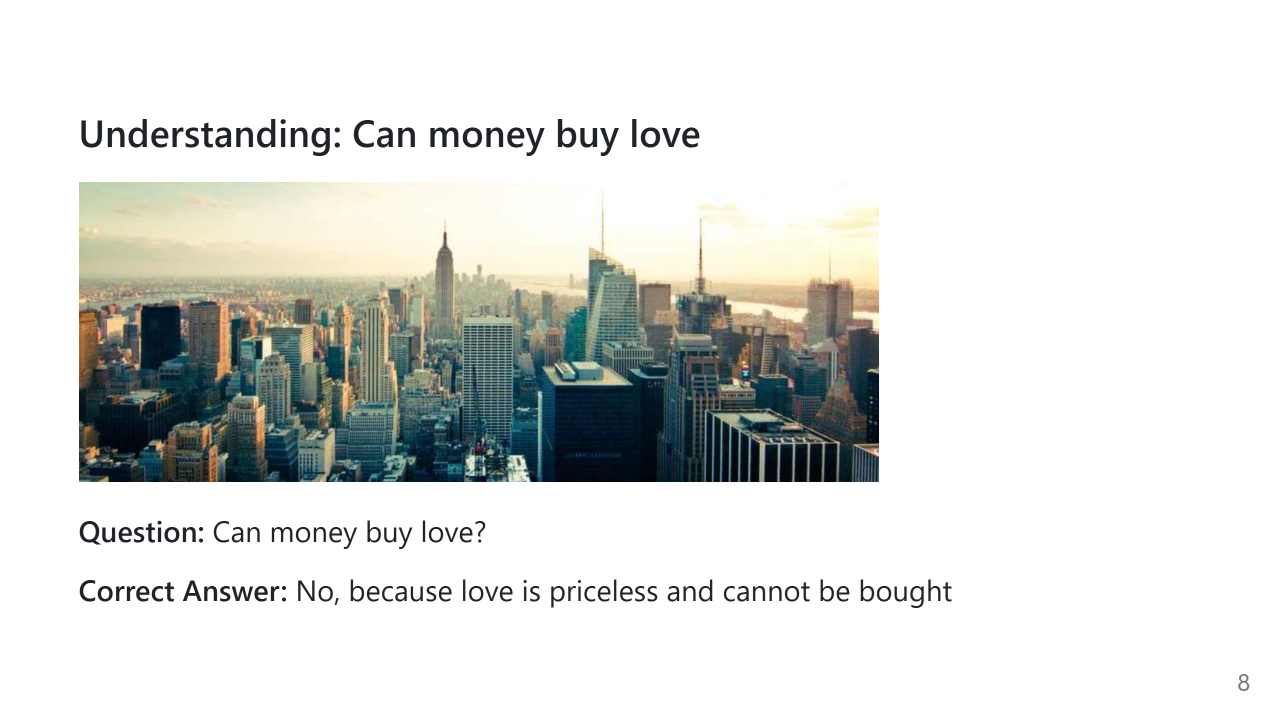 Understanding: Can money buy love
Question: Can money buy love?
Correct Answer: No, because love is priceless and cannot be bought
8